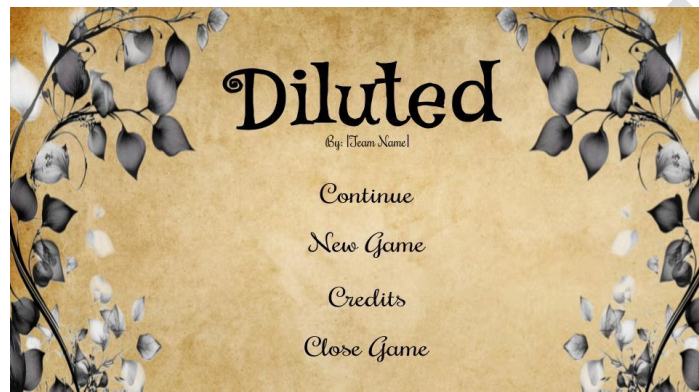 Diluted
By: [Team Name]
Continue
New Game
Credits
Close Game